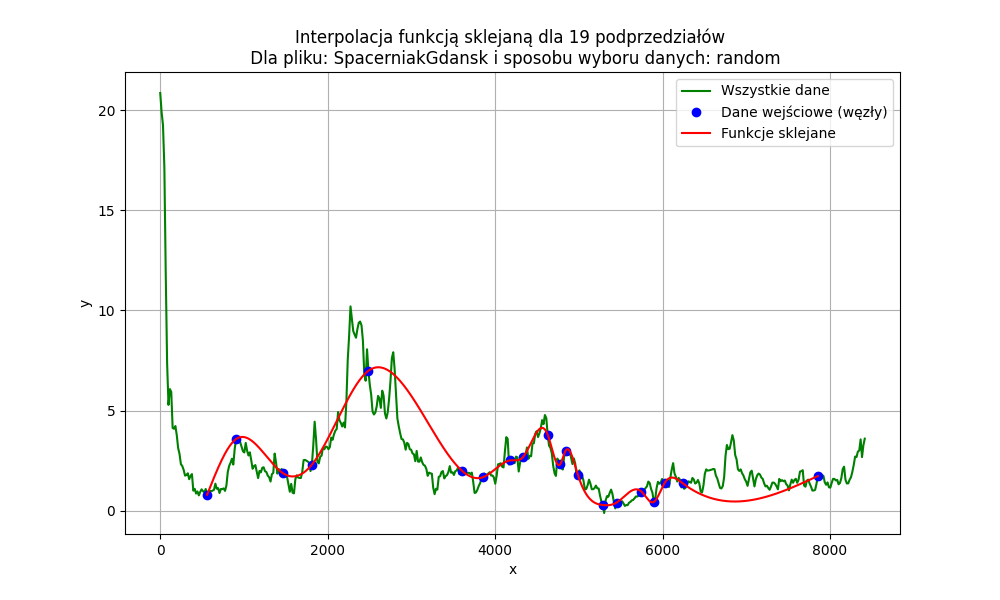 Interpolacja funkcją sklejaną dla 19 podprzedziałów
Dla pliku: SpacerniakGdansk i sposobu wyboru danych: random
Wszystkie dane
Dane wejściowe (węzły)
Funkcje sklejane
20
15
10
5
0
y
0 2000 4000 6000 8000
x